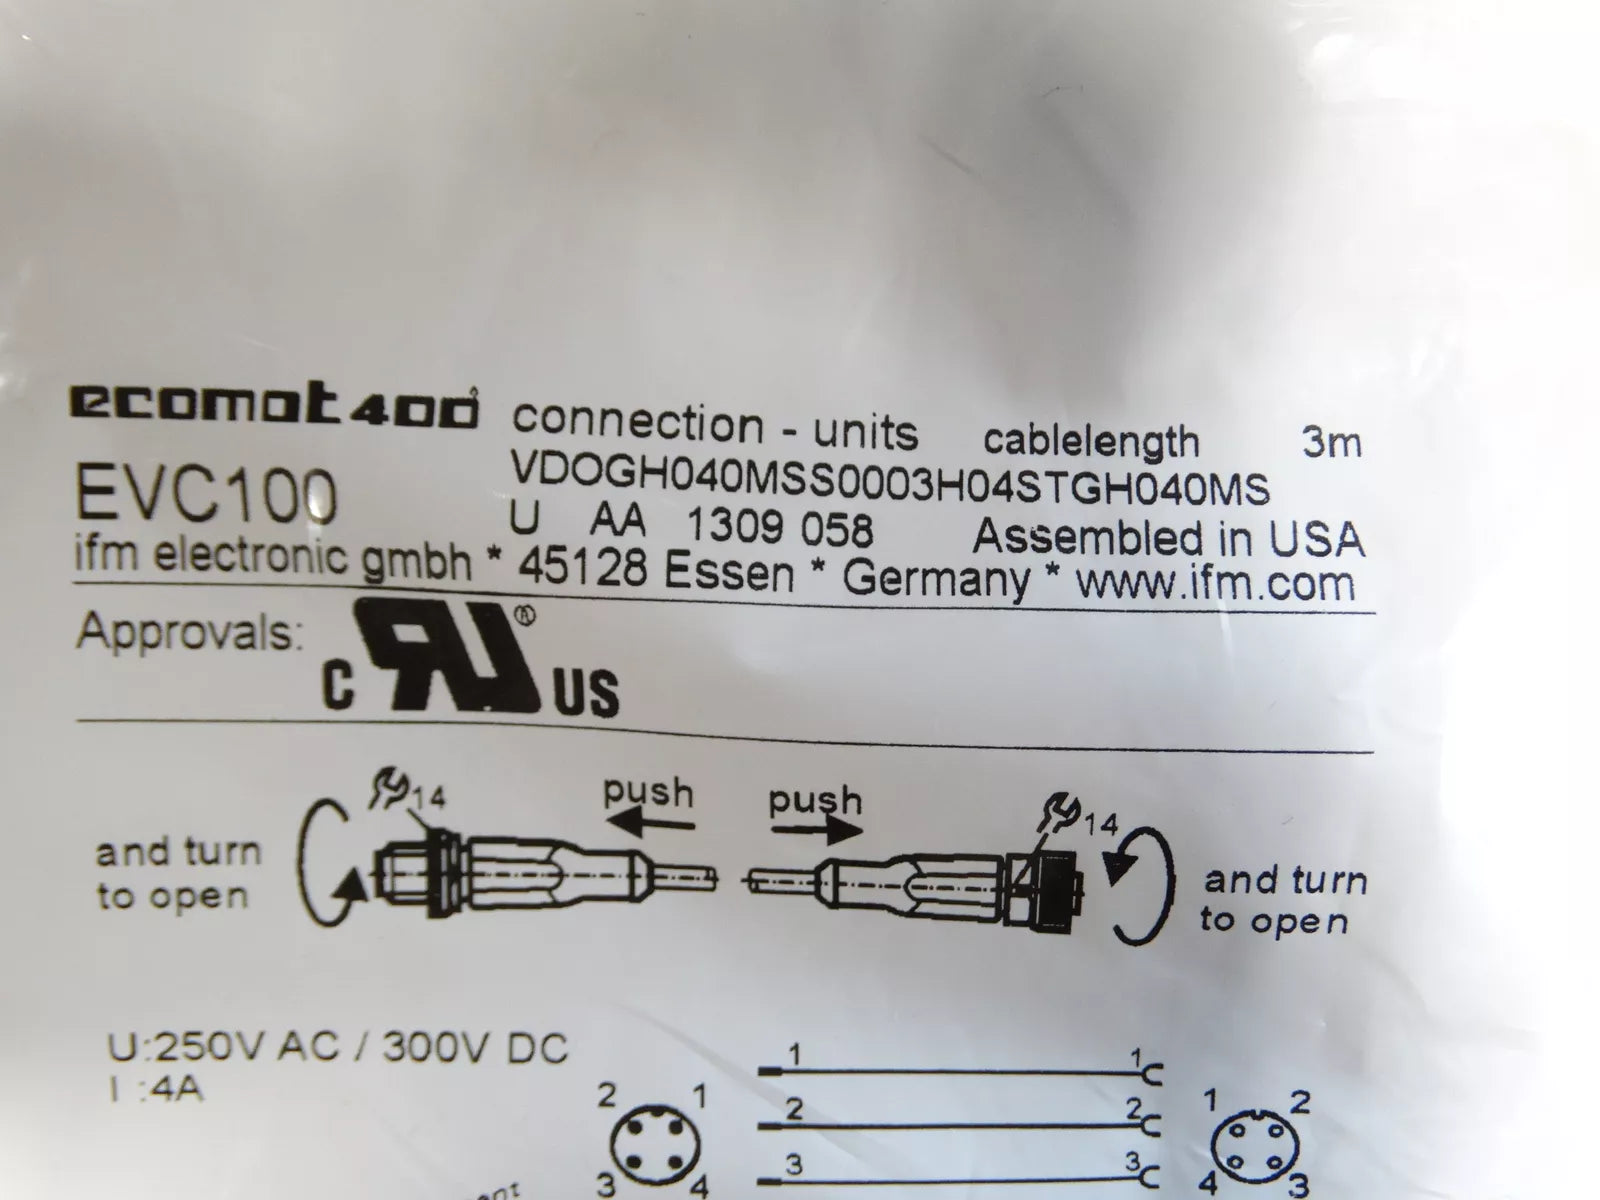 ecomat400 connection - units cablelength 3m
EVC100 VDOGH040MSS0003H04STGH040MS
U AA 1309 058 Assembled in USA
ifm electronic gmbh * 45128 Essen * Germany * www.ifm.com
Approvals: C RU ® US
14 push push 14
and turn to open
and turn to open
U:250V AC / 300V DC
I :4A
2 1
3 4
1 1
2 2
3 3
1 2
4 3